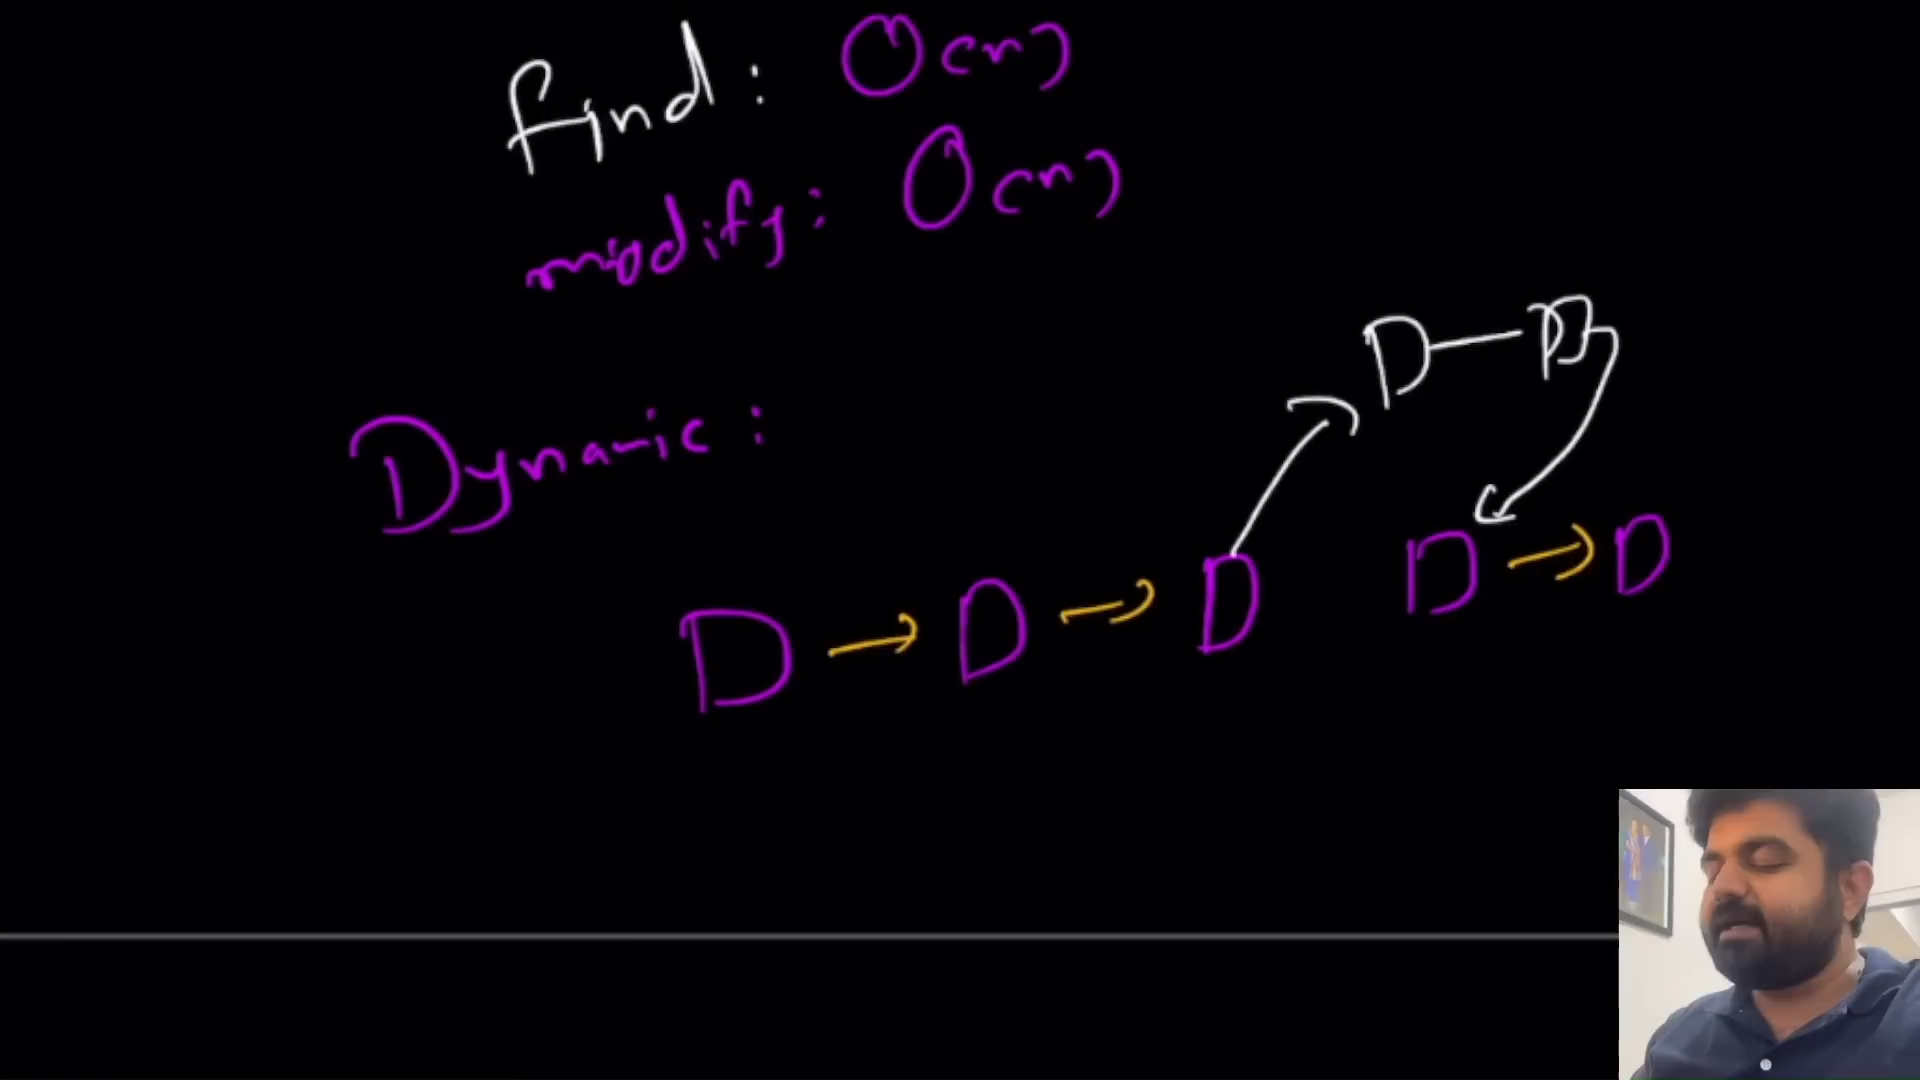 find: O(n)
modify: O(n)
Dynamic:
D — D
D → D → D D → D